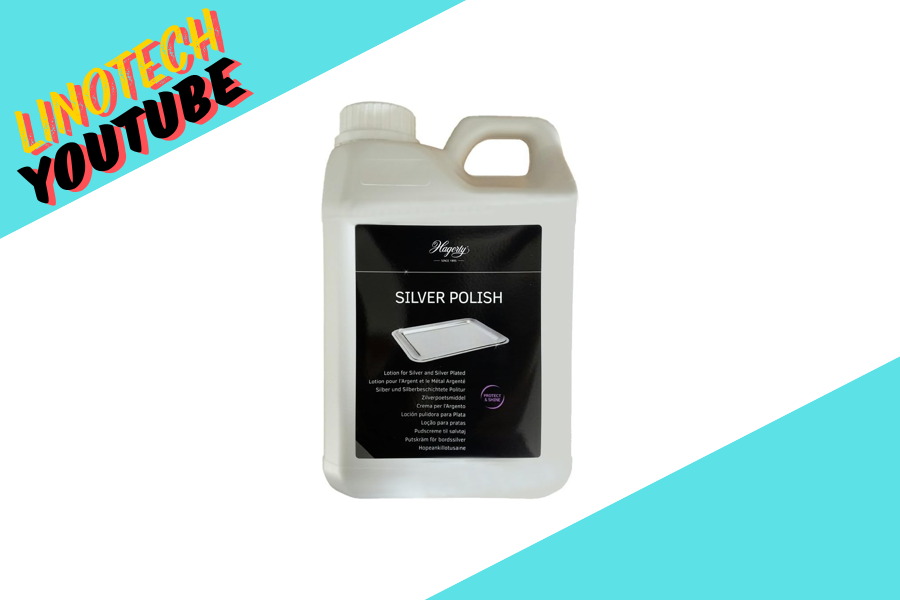 LINOTECH
YOUTUBE
Hagerty
SINCE 1895
SILVER POLISH
Lotion for Silver and Silver Plated
Lotion pour l'Argent et le Métal Argenté
Silber und Silberbeschichtete Politur
Zilverpoetsmiddel
Crema per l'Argento
Loción pulidora para Plata
Loção para pratas
Pudscreme til sølvtøj
Putskräm för bordssilver
Hopeankillotusaine
PROTECT
& SHINE